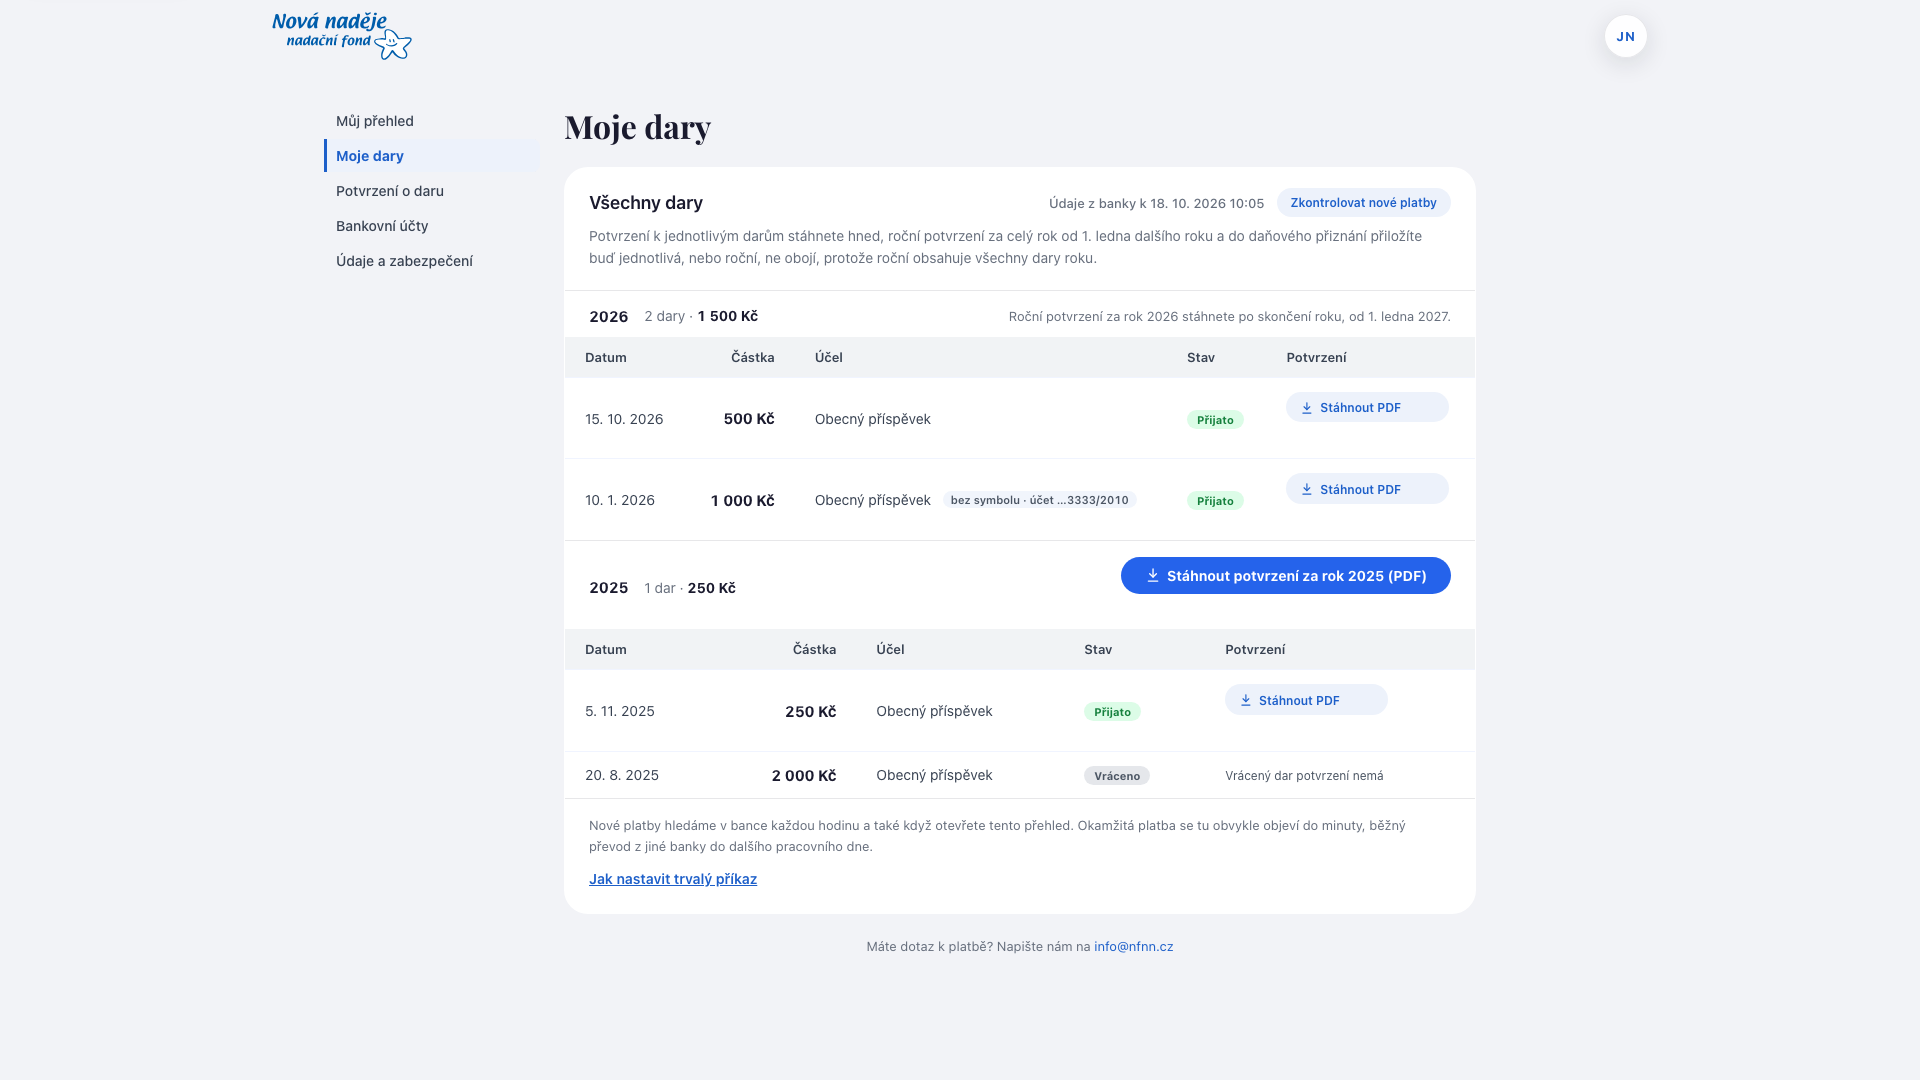 Nová naděje
nadační fond
JN
Můj přehled
Moje dary
Potvrzení o daru
Bankovní účty
Údaje a zabezpečení
Moje dary
Všechny dary
Údaje z banky k 18. 10. 2026 10:05
Zkontrolovat nové platby
Potvrzení k jednotlivým darům stáhnete hned, roční potvrzení za celý rok od 1. ledna dalšího roku a do daňového přiznání přiložíte
buď jednotlivá, nebo roční, ne obojí, protože roční obsahuje všechny dary roku.
2026 2 dary · 1 500 Kč
Roční potvrzení za rok 2026 stáhnete po skončení roku, od 1. ledna 2027.
Datum Částka Účel Stav Potvrzení
15. 10. 2026 500 Kč Obecný příspěvek Přijato Stáhnout PDF
10. 1. 2026 1 000 Kč Obecný příspěvek bez symbolu · účet …3333/2010 Přijato Stáhnout PDF
2025 1 dar · 250 Kč
Stáhnout potvrzení za rok 2025 (PDF)
Datum Částka Účel Stav Potvrzení
5. 11. 2025 250 Kč Obecný příspěvek Přijato Stáhnout PDF
20. 8. 2025 2 000 Kč Obecný příspěvek Vráceno Vrácený dar potvrzení nemá
Nové platby hledáme v bance každou hodinu a také když otevřete tento přehled. Okamžitá platba se tu obvykle objeví do minuty, běžný
převod z jiné banky do dalšího pracovního dne.
Jak nastavit trvalý příkaz
Máte dotaz k platbě? Napište nám na info@nfnn.cz